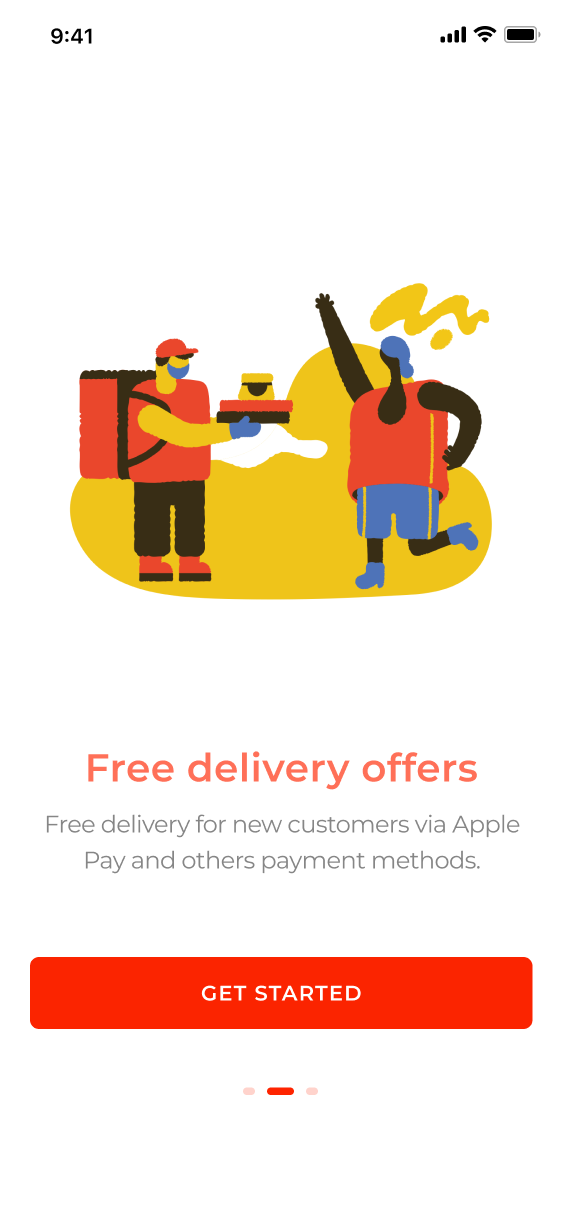 9:41
Free delivery offers
Free delivery for new customers via Apple
Pay and others payment methods.
GET STARTED